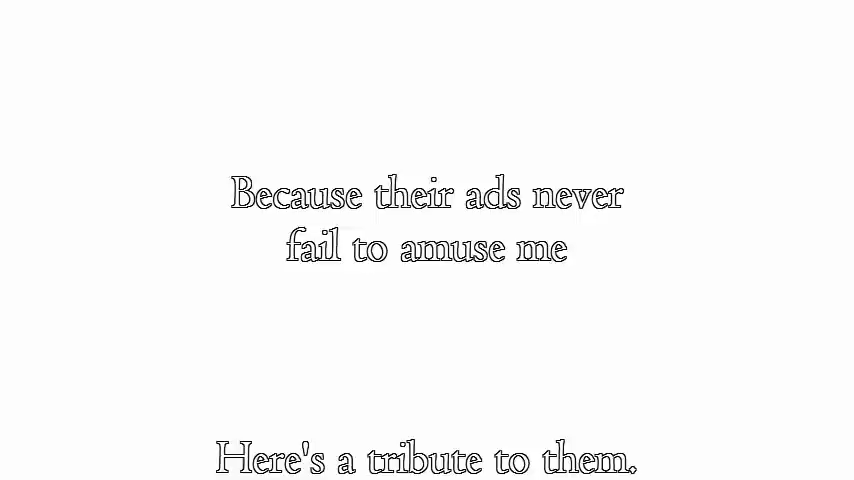 Because their ads never
fail to amuse me
Here's a tribute to them.